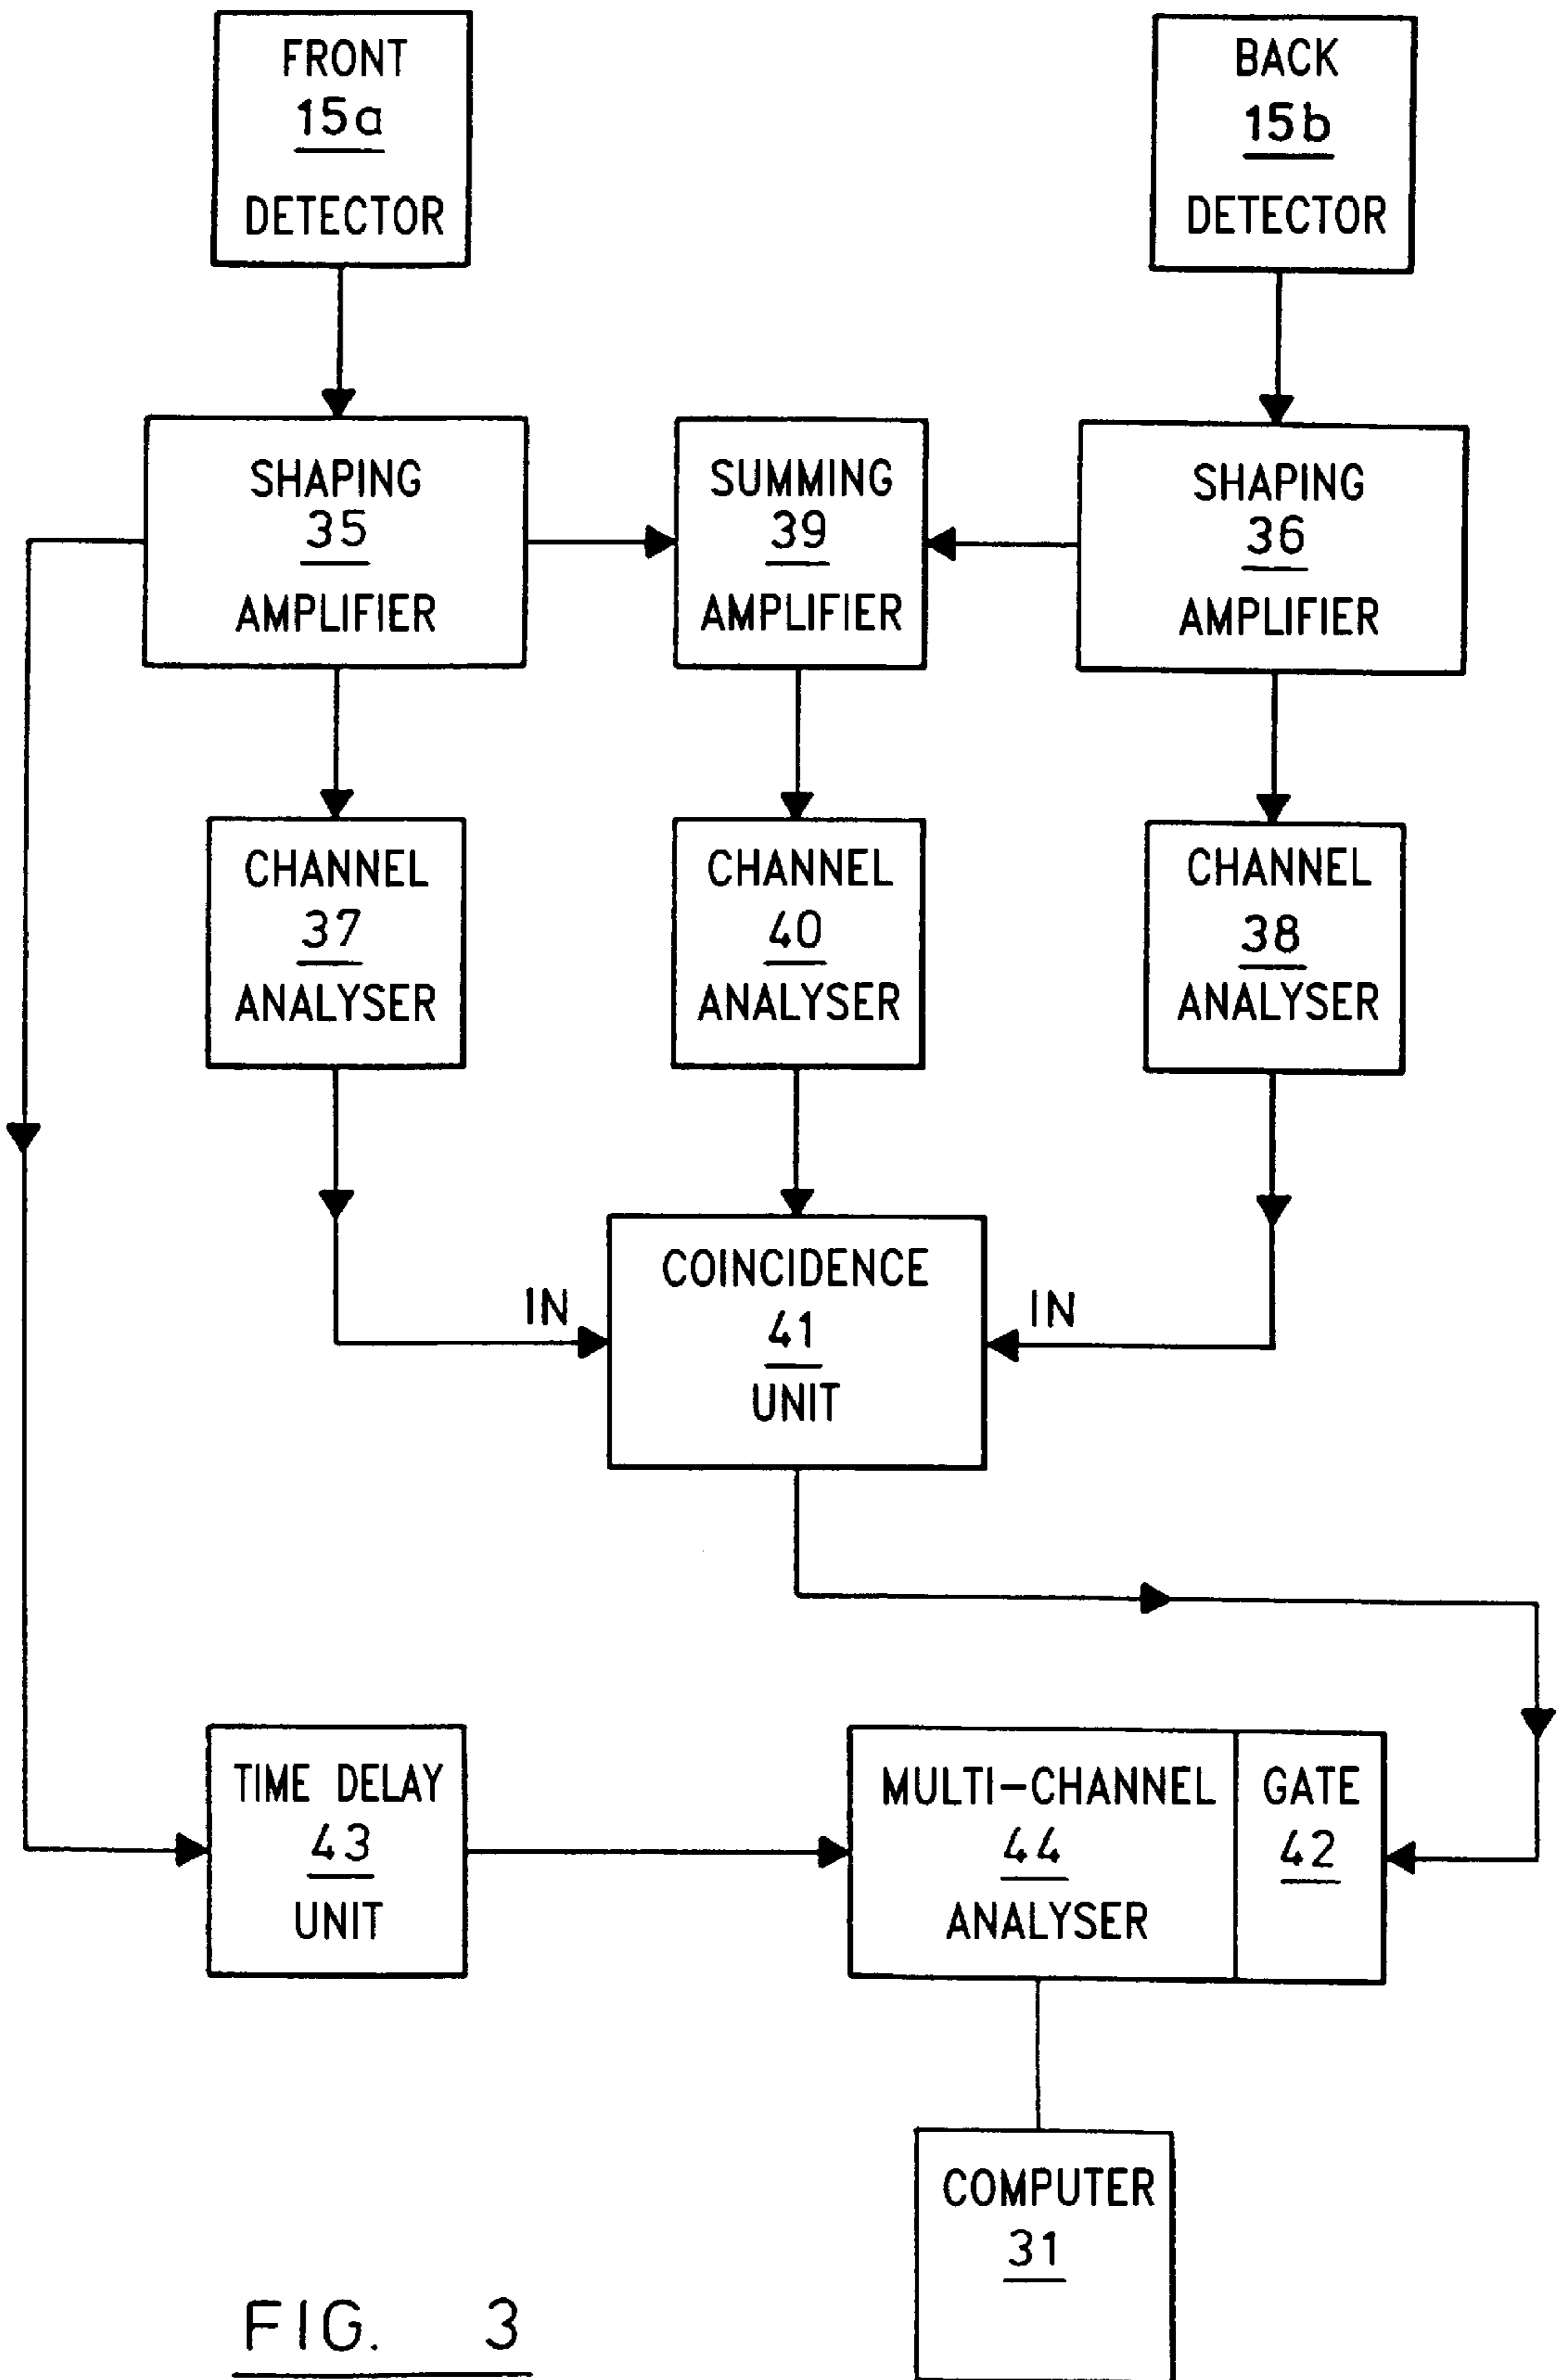 FRONT
15a
DETECTOR
BACK
15b
DETECTOR
SHAPING
35
AMPLIFIER
SUMMING
39
AMPLIFIER
SHAPING
36
AMPLIFIER
CHANNEL
37
ANALYSER
CHANNEL
40
ANALYSER
CHANNEL
38
ANALYSER
IN
COINCIDENCE
41
UNIT
IN
TIME DELAY
43
UNIT
MULTI-CHANNEL
44
ANALYSER
GATE
42
COMPUTER
31
FIG. 3